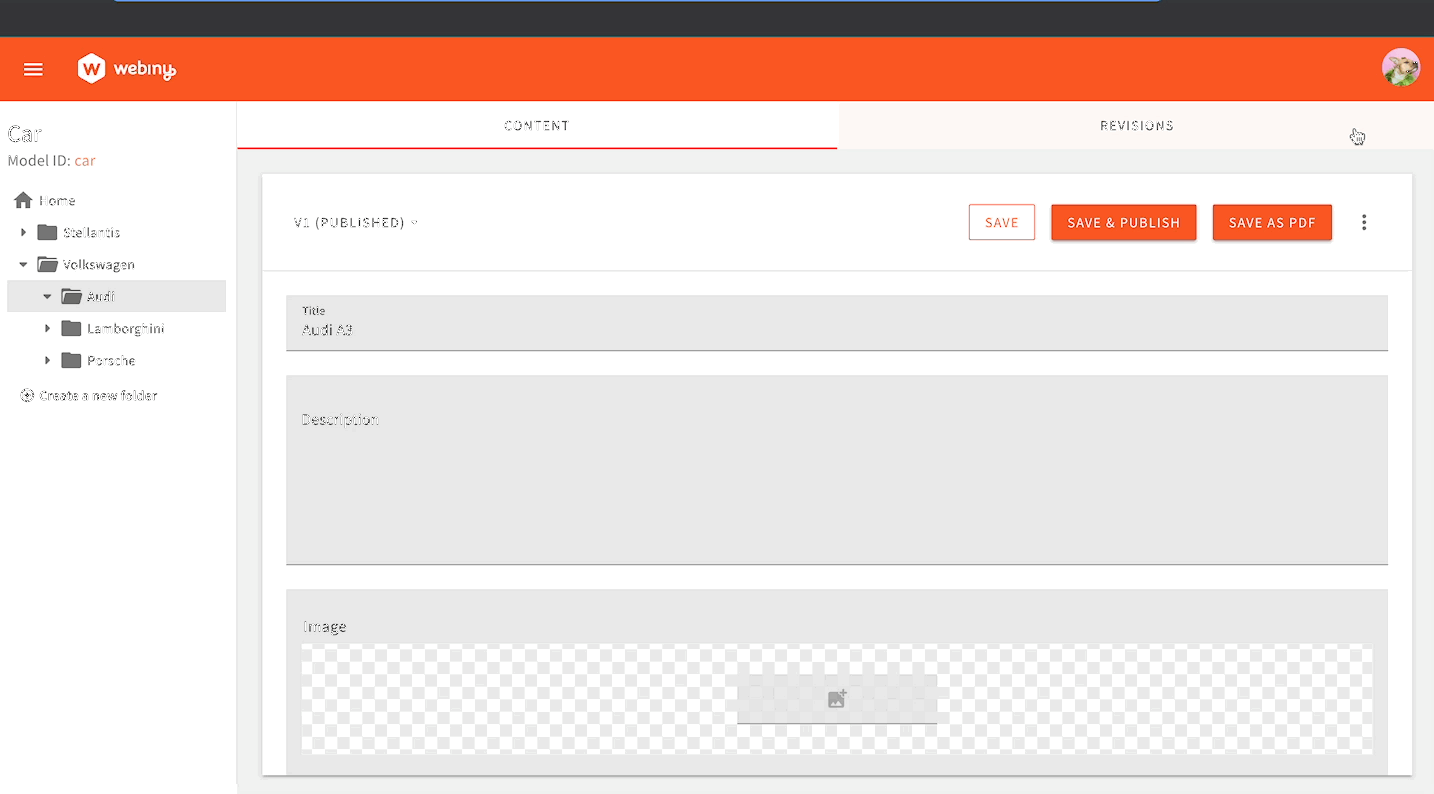 webiny
Car
Model ID: car
Home
Stellantis
Volkswagen
Audi
Lamborghini
Porsche
Create a new folder
CONTENT
REVISIONS
V1 (PUBLISHED)
SAVE
SAVE & PUBLISH
SAVE AS PDF
Title
Audi A3
Description
Image